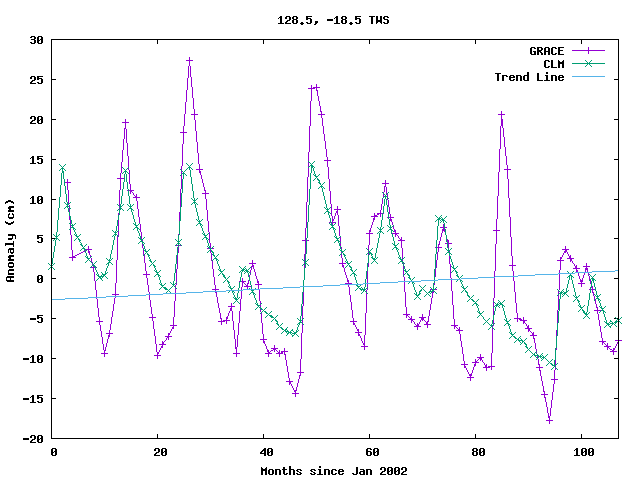 128.5, -18.5 TWS
GRACE
CLM
Trend Line
30
25
20
15
10
5
0
-5
-10
-15
-20
Anomaly (cm)
0 20 40 60 80 100
Months since Jan 2002